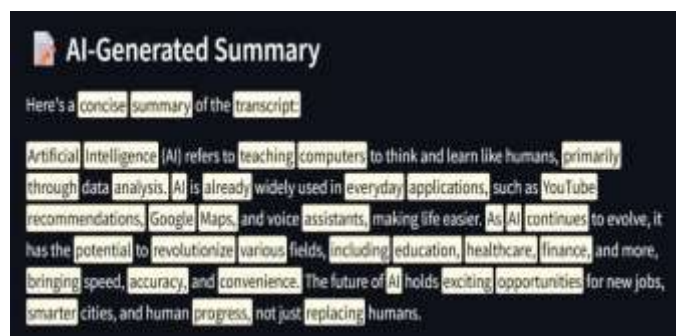 AI-Generated Summary
Here's a concise summary of the transcript:
Artificial Intelligence (AI) refers to teaching computers to think and learn like humans, primarily
through data analysis. AI is already widely used in everyday applications, such as YouTube
recommendations, Google Maps, and voice assistants, making life easier. As AI continues to evolve, it
has the potential to revolutionize various fields, including education, healthcare, finance, and more,
bringing speed, accuracy, and convenience. The future of AI holds exciting opportunities for new jobs,
smarter cities, and human progress, not just replacing humans.